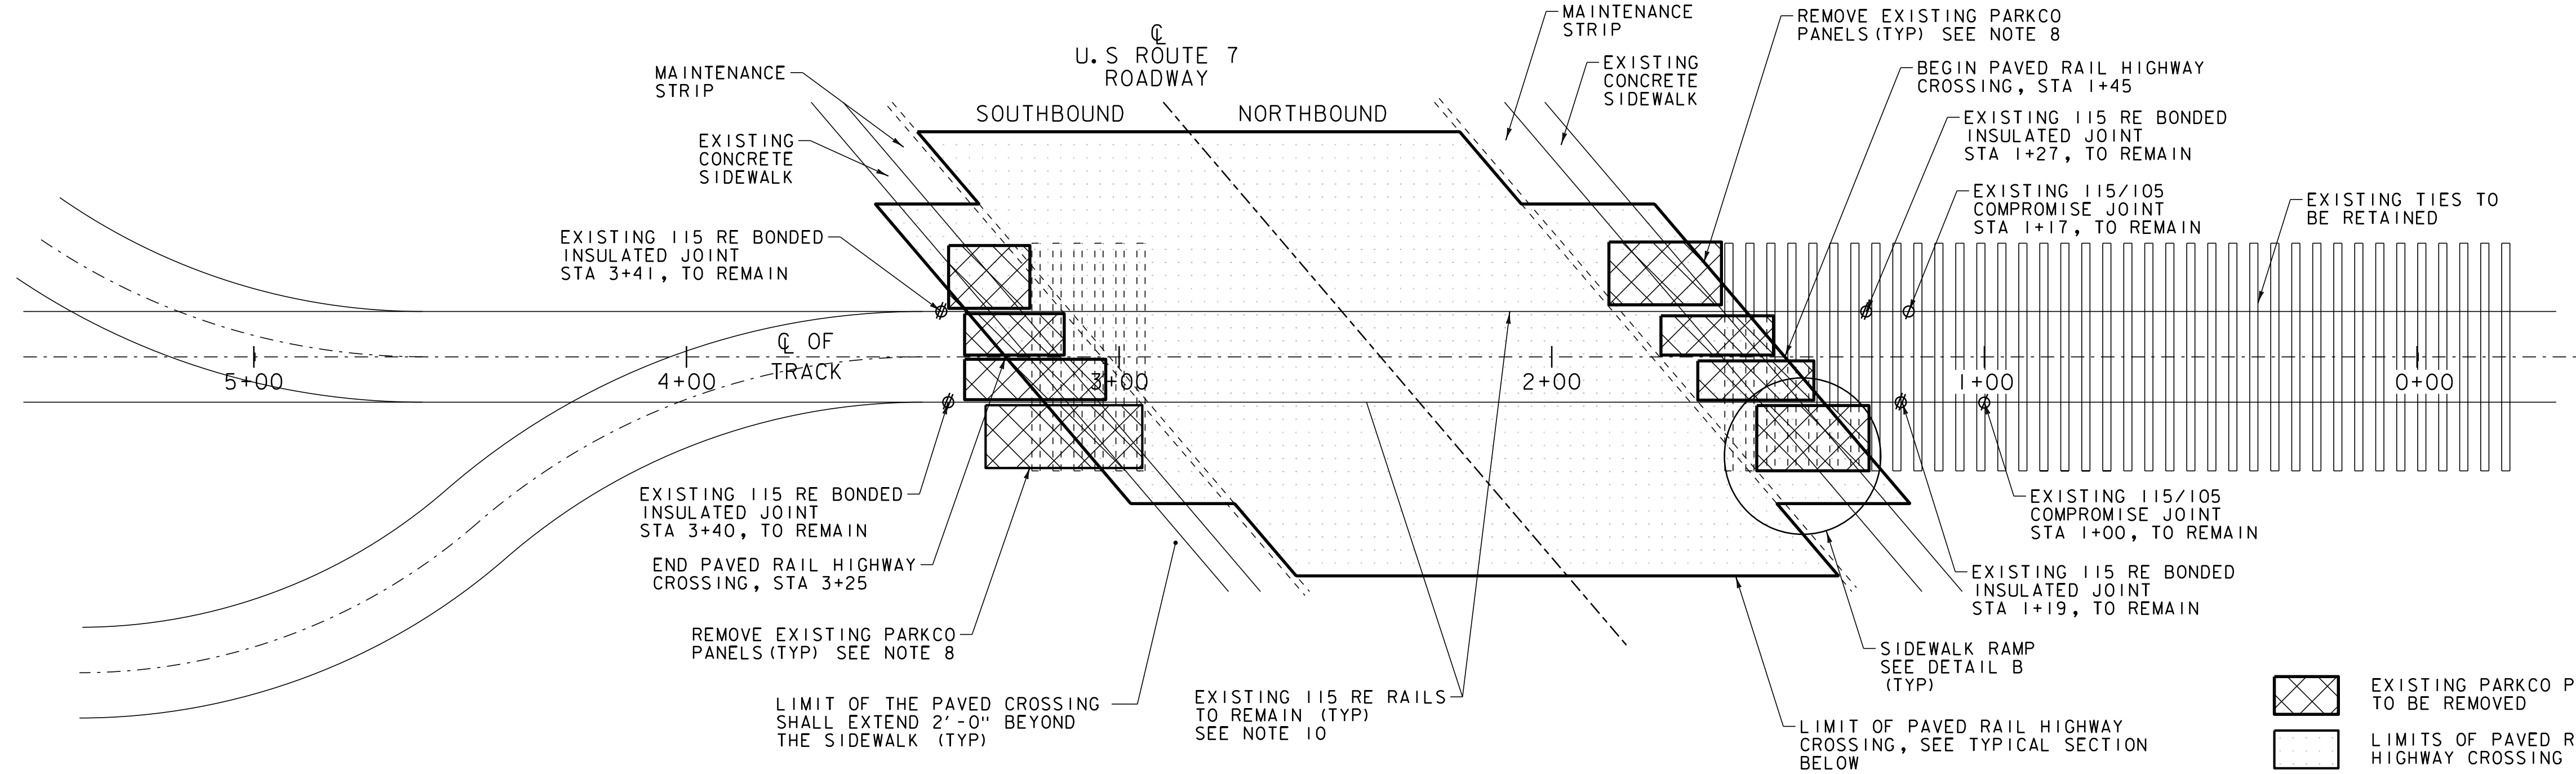 MAINTENANCE
STRIP
EXISTING
CONCRETE
SIDEWALK
EXISTING 115 RE BONDED
INSULATED JOINT
STA 3+41, TO REMAIN
℄
U.S ROUTE 7
ROADWAY
SOUTHBOUND
NORTHBOUND
MAINTENANCE
STRIP
EXISTING
CONCRETE
SIDEWALK
REMOVE EXISTING PARKCO
PANELS (TYP) SEE NOTE 8
BEGIN PAVED RAIL HIGHWAY
CROSSING, STA 1+45
EXISTING 115 RE BONDED
INSULATED JOINT
STA 1+27, TO REMAIN
EXISTING 115/105
COMPROMISE JOINT
STA 1+17, TO REMAIN
EXISTING TIES TO
BE RETAINED
℄ OF
TRACK
5+00
4+00
3+00
2+00
1+00
0+00
EXISTING 115 RE BONDED
INSULATED JOINT
STA 3+40, TO REMAIN
END PAVED RAIL HIGHWAY
CROSSING, STA 3+25
REMOVE EXISTING PARKCO
PANELS (TYP) SEE NOTE 8
LIMIT OF THE PAVED CROSSING
SHALL EXTEND 2'-0" BEYOND
THE SIDEWALK (TYP)
EXISTING 115 RE RAILS
TO REMAIN (TYP)
SEE NOTE 10
EXISTING 115/105
COMPROMISE JOINT
STA 1+00, TO REMAIN
EXISTING 115 RE BONDED
INSULATED JOINT
STA 1+19, TO REMAIN
SIDEWALK RAMP
SEE DETAIL B
(TYP)
LIMIT OF PAVED RAIL HIGHWAY
CROSSING, SEE TYPICAL SECTION
BELOW
EXISTING PARKCO P
TO BE REMOVED
LIMITS OF PAVED R
HIGHWAY CROSSING